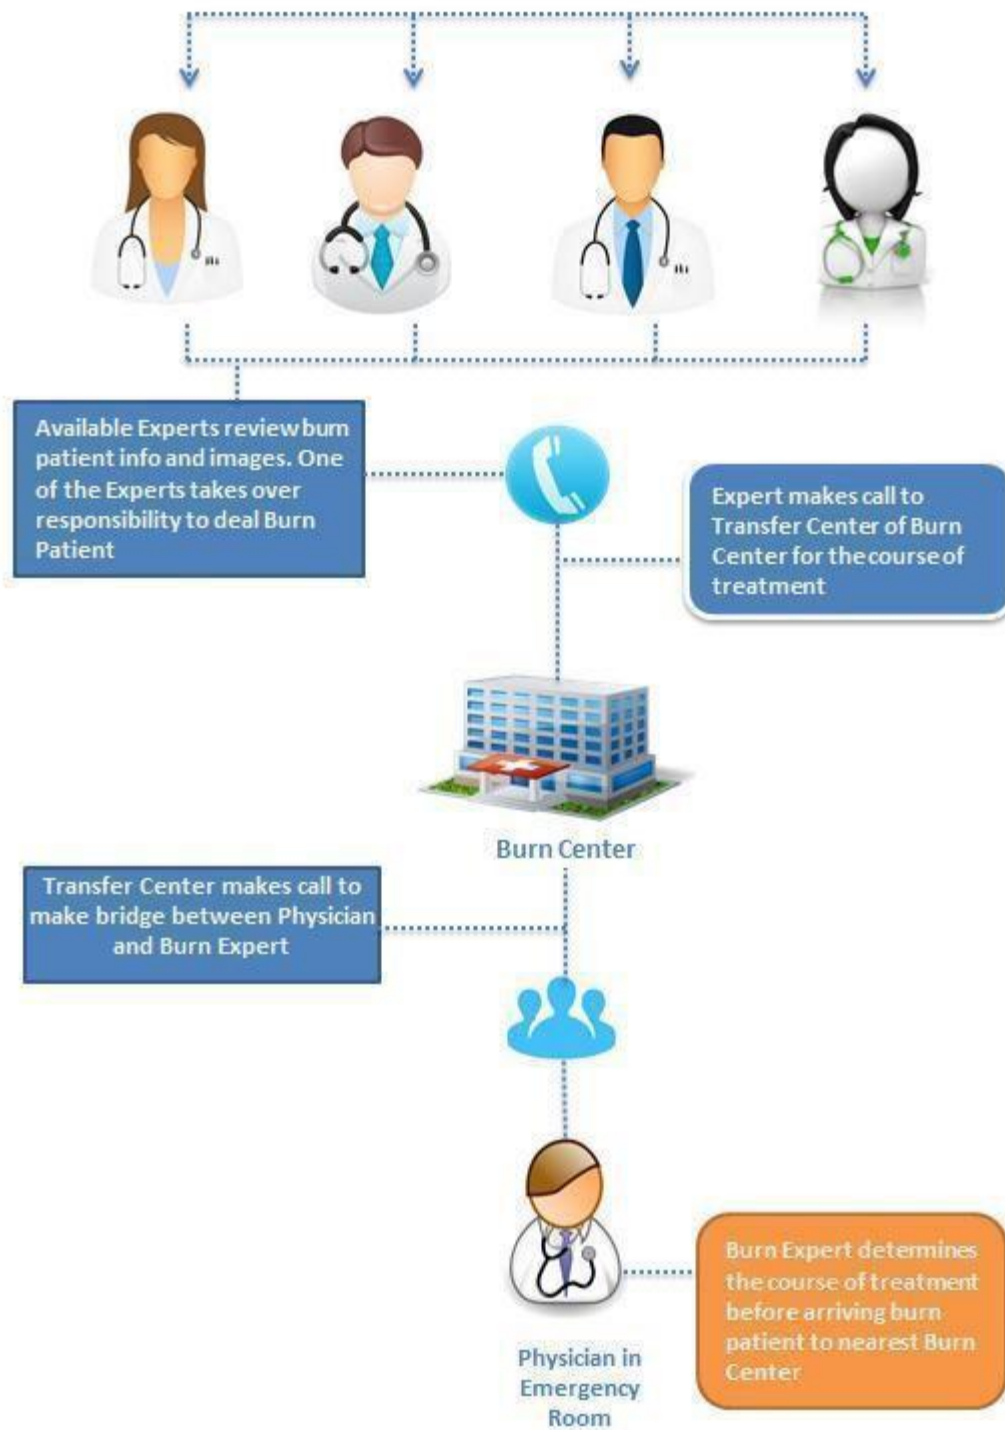 Available Experts review burn
patient info and images. One
of the Experts takes over
responsibility to deal Burn
Patient
Expert makes call to
Transfer Center of Burn
Center for the course of
treatment
Burn Center
Transfer Center makes call to
make bridge between Physician
and Burn Expert
Burn Expert determines
the course of treatment
before arriving burn
patient to nearest Burn
Center
Physician in
Emergency
Room